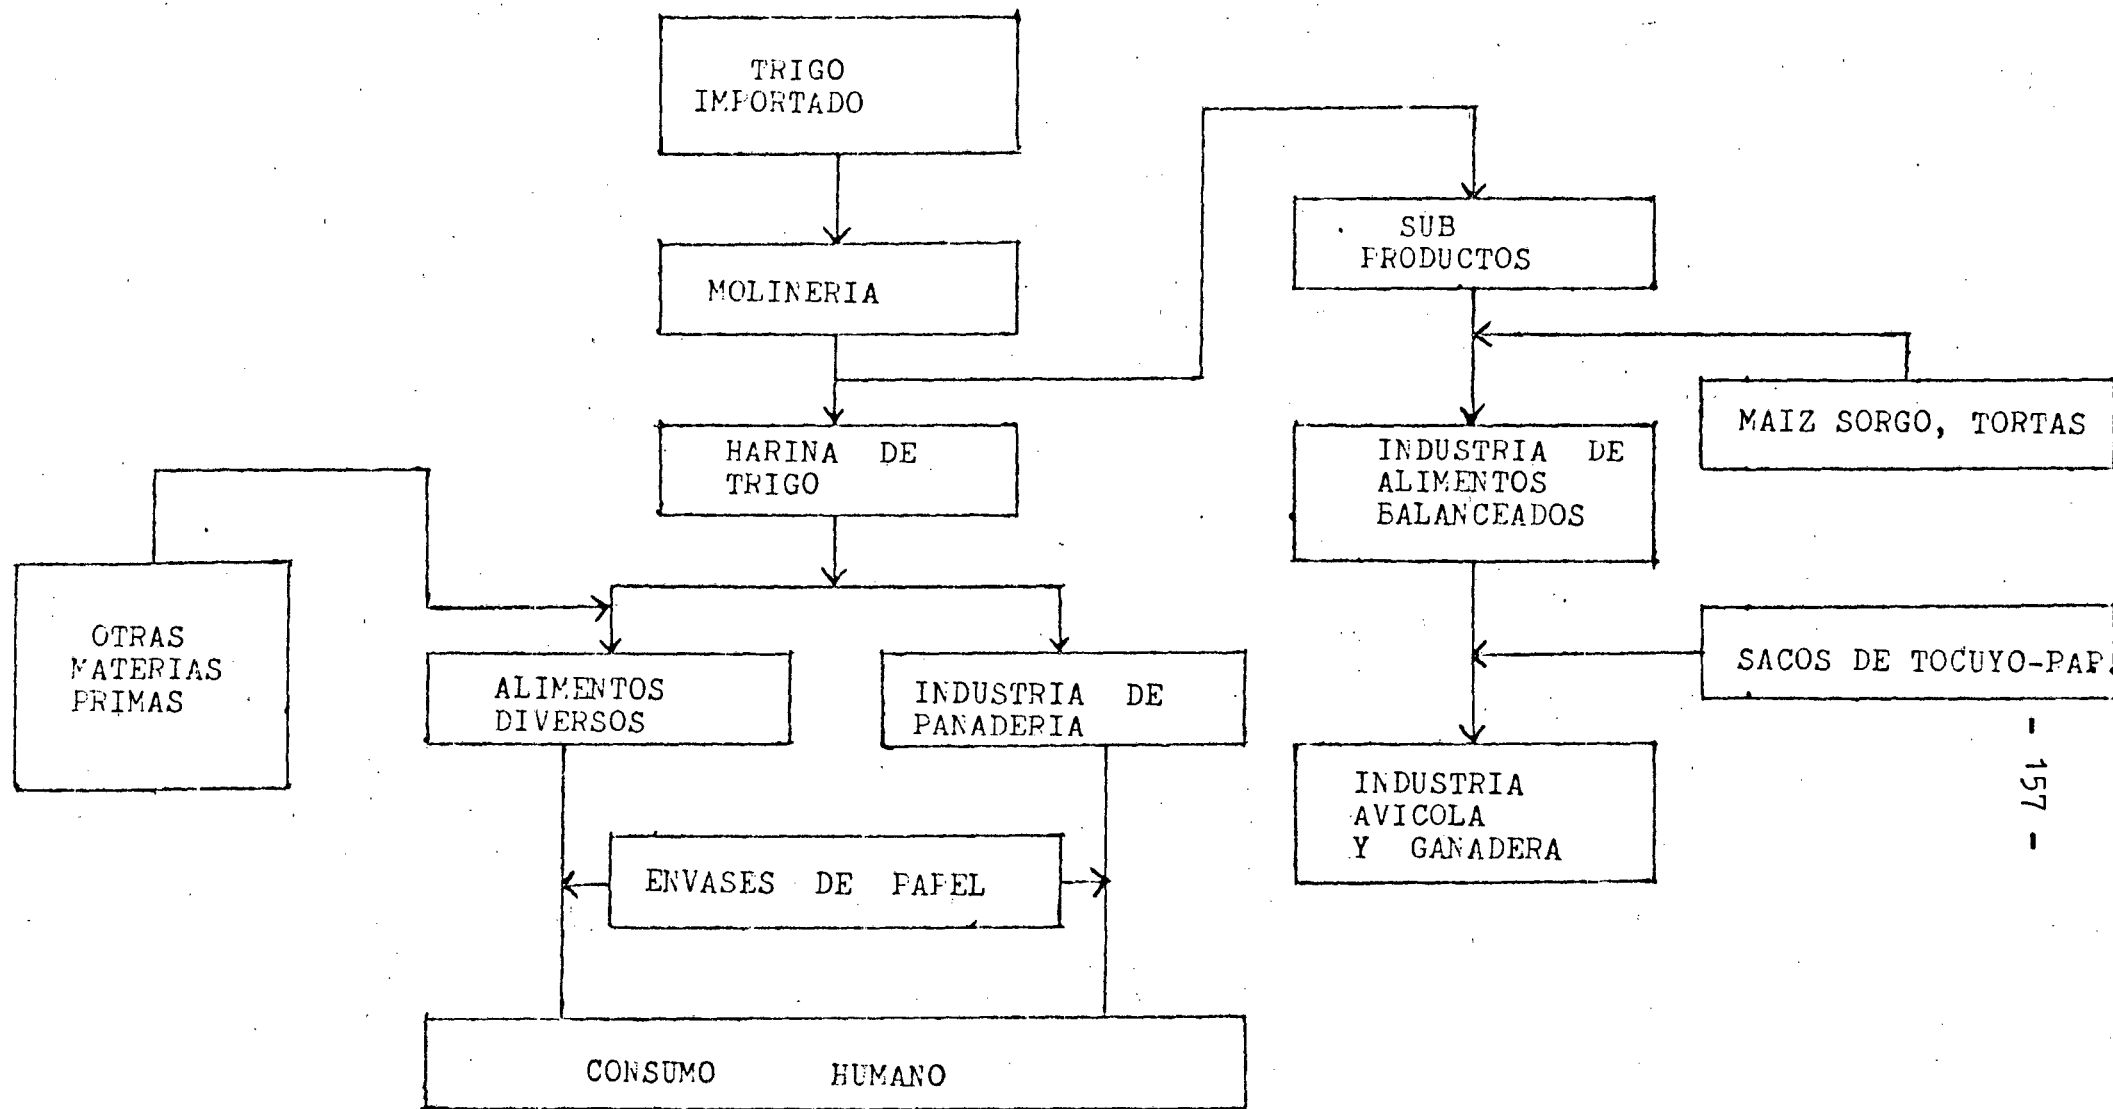 TRIGO
IMPORTADO
MOLINERIA
HARINA DE
TRIGO
OTRAS
MATERIAS
PRIMAS
ALIMENTOS
DIVERSOS
INDUSTRIA DE
PANADERIA
ENVASES DE PAPEL
CONSUMO HUMANO
SUB
PRODUCTOS
MAIZ SORGO, TORTAS
INDUSTRIA DE
ALIMENTOS
BALANCEADOS
SACOS DE TOCUYO-PAP.
INDUSTRIA
AVICOLA
Y GANADERA
- 157 -